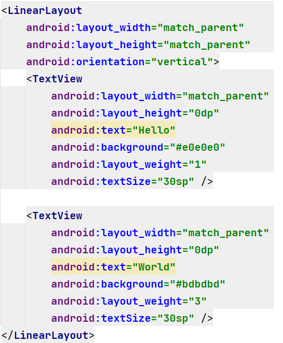 <LinearLayout
    android:layout_width="match_parent"
    android:layout_height="match_parent"
    android:orientation="vertical">
    <TextView
        android:layout_width="match_parent"
        android:layout_height="0dp"
        android:text="Hello"
        android:background="#e0e0e0"
        android:layout_weight="1"
        android:textSize="30sp" />

    <TextView
        android:layout_width="match_parent"
        android:layout_height="0dp"
        android:text="World"
        android:background="#bdbdbd"
        android:layout_weight="3"
        android:textSize="30sp" />
</LinearLayout>